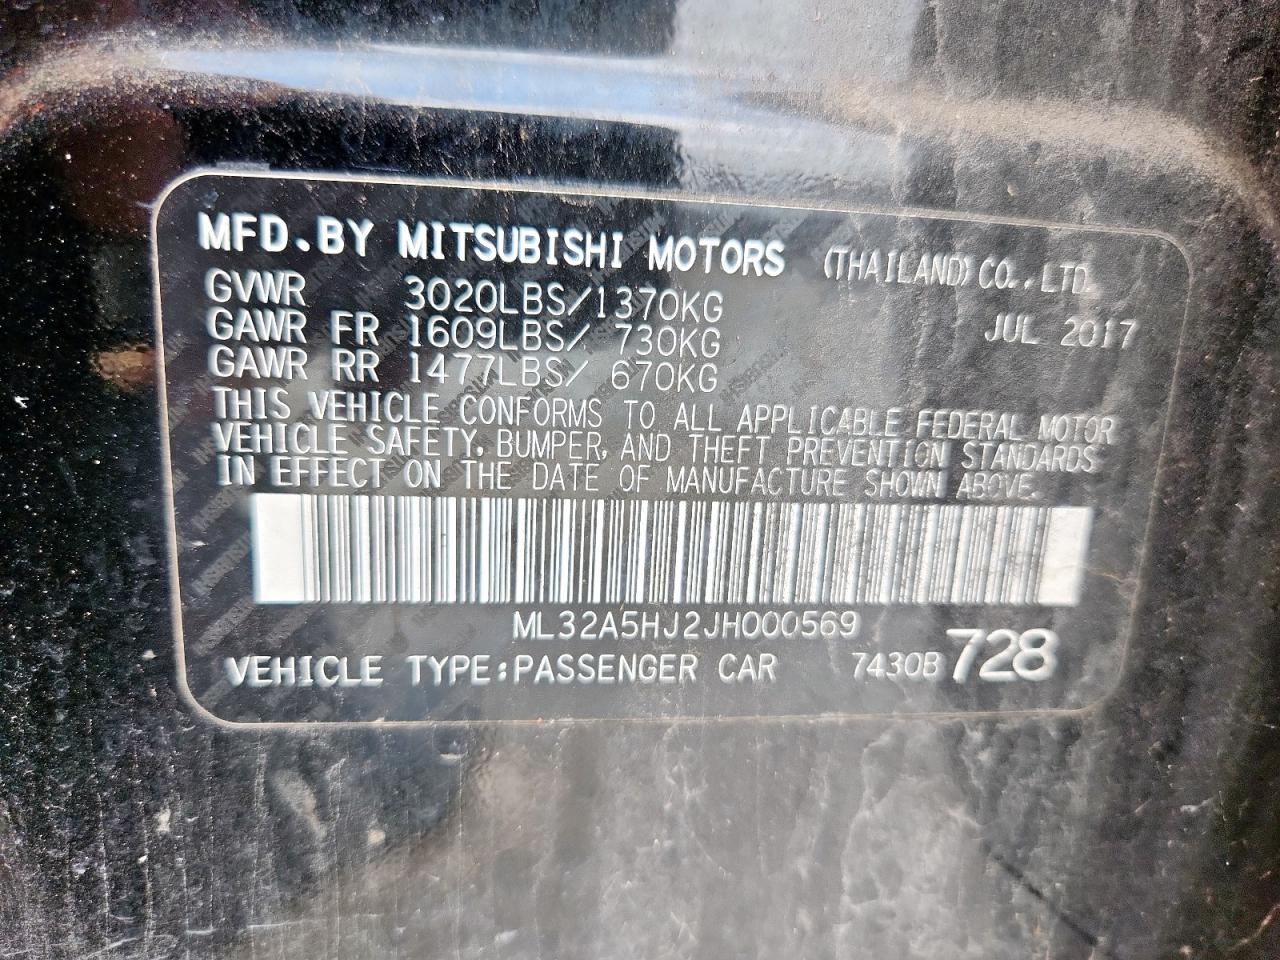 MFD.BY MITSUBISHI MOTORS (THAILAND)CO.,LTD.
GVWR 3020LBS/1370KG
JUL 2017
GAWR FR 1609LBS/ 730KG
GAWR RR 1477LBS/ 670KG
THIS VEHICLE CONFORMS TO ALL APPLICABLE FEDERAL MOTOR
VEHICLE SAFETY, BUMPER, AND THEFT PREVENTION STANDARDS
IN EFFECT ON THE DATE OF MANUFACTURE SHOWN ABOVE.
ML32A5HJ2JH000569
VEHICLE TYPE:PASSENGER CAR 7430B 728